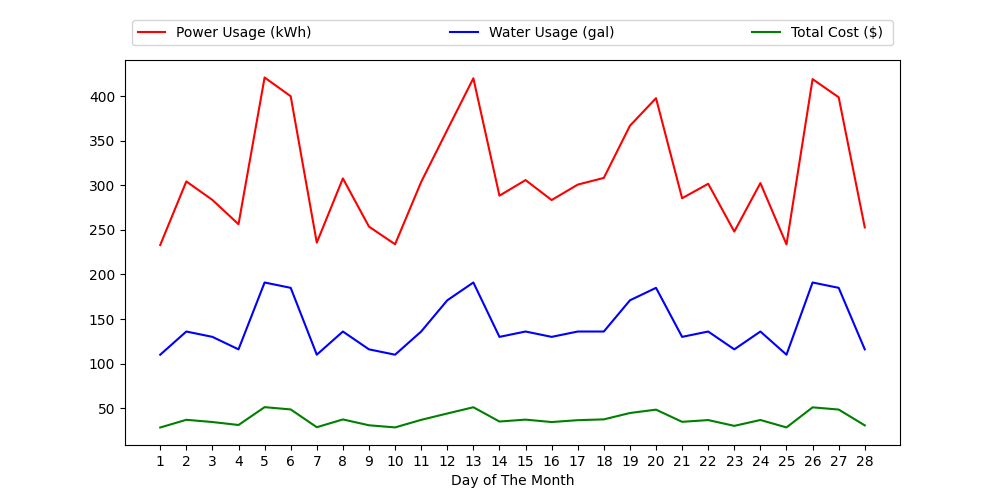 Power Usage (kWh) Water Usage (gal) Total Cost ($)
400
350
300
250
200
150
100
50
1 2 3 4 5 6 7 8 9 10 11 12 13 14 15 16 17 18 19 20 21 22 23 24 25 26 27 28
Day of The Month